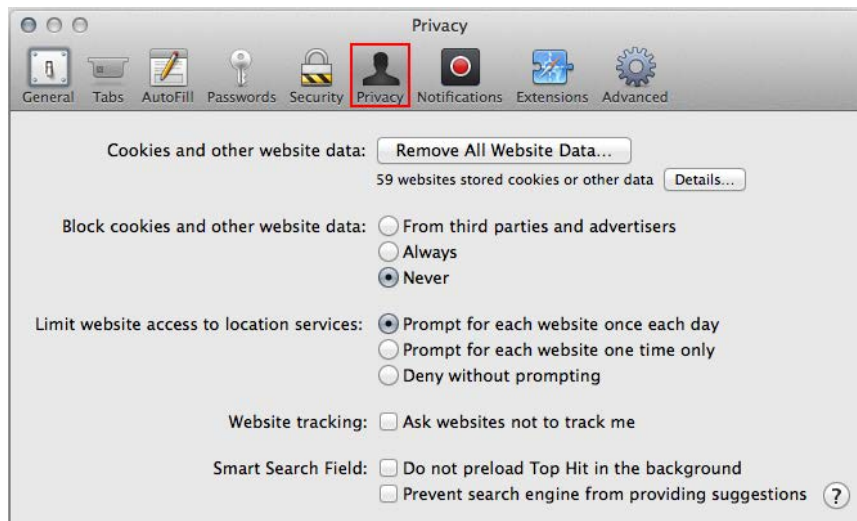 Privacy
General Tabs AutoFill Passwords Security Privacy Notifications Extensions Advanced
Cookies and other website data: Remove All Website Data...
59 websites stored cookies or other data Details...
Block cookies and other website data: From third parties and advertisers
Always
Never
Limit website access to location services: Prompt for each website once each day
Prompt for each website one time only
Deny without prompting
Website tracking: Ask websites not to track me
Smart Search Field: Do not preload Top Hit in the background
Prevent search engine from providing suggestions ?